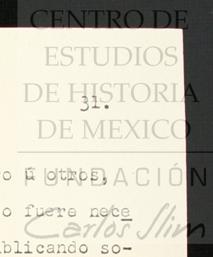 CENTRO DE
ESTUDIOS
DE HISTORIA
31.
DE MEXICO
o ú otros,
FUNDACIÓN
o fuere nece
Carlos Slim
blicando so-